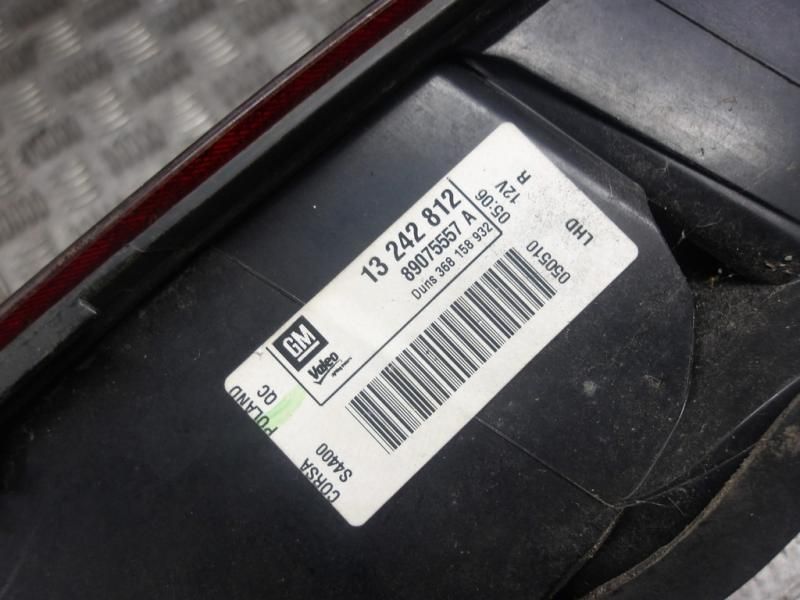 GM
Valeo
13 242 812
89075557 A
Duns 368 158 932
05:06
12V
R
POLAND
QC
CORSA
S4400
050510
LHD